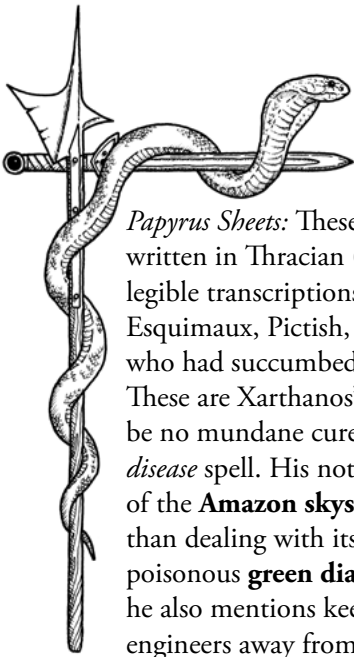 Papyrus Sheets: These
written in Thracian
legible transcriptions
Esquimaux, Pictish,
who had succumbed
These are Xarthanos'
be no mundane cure
disease spell. His not
of the Amazon skys
than dealing with its
poisonous green dia
he also mentions keep
engineers away from